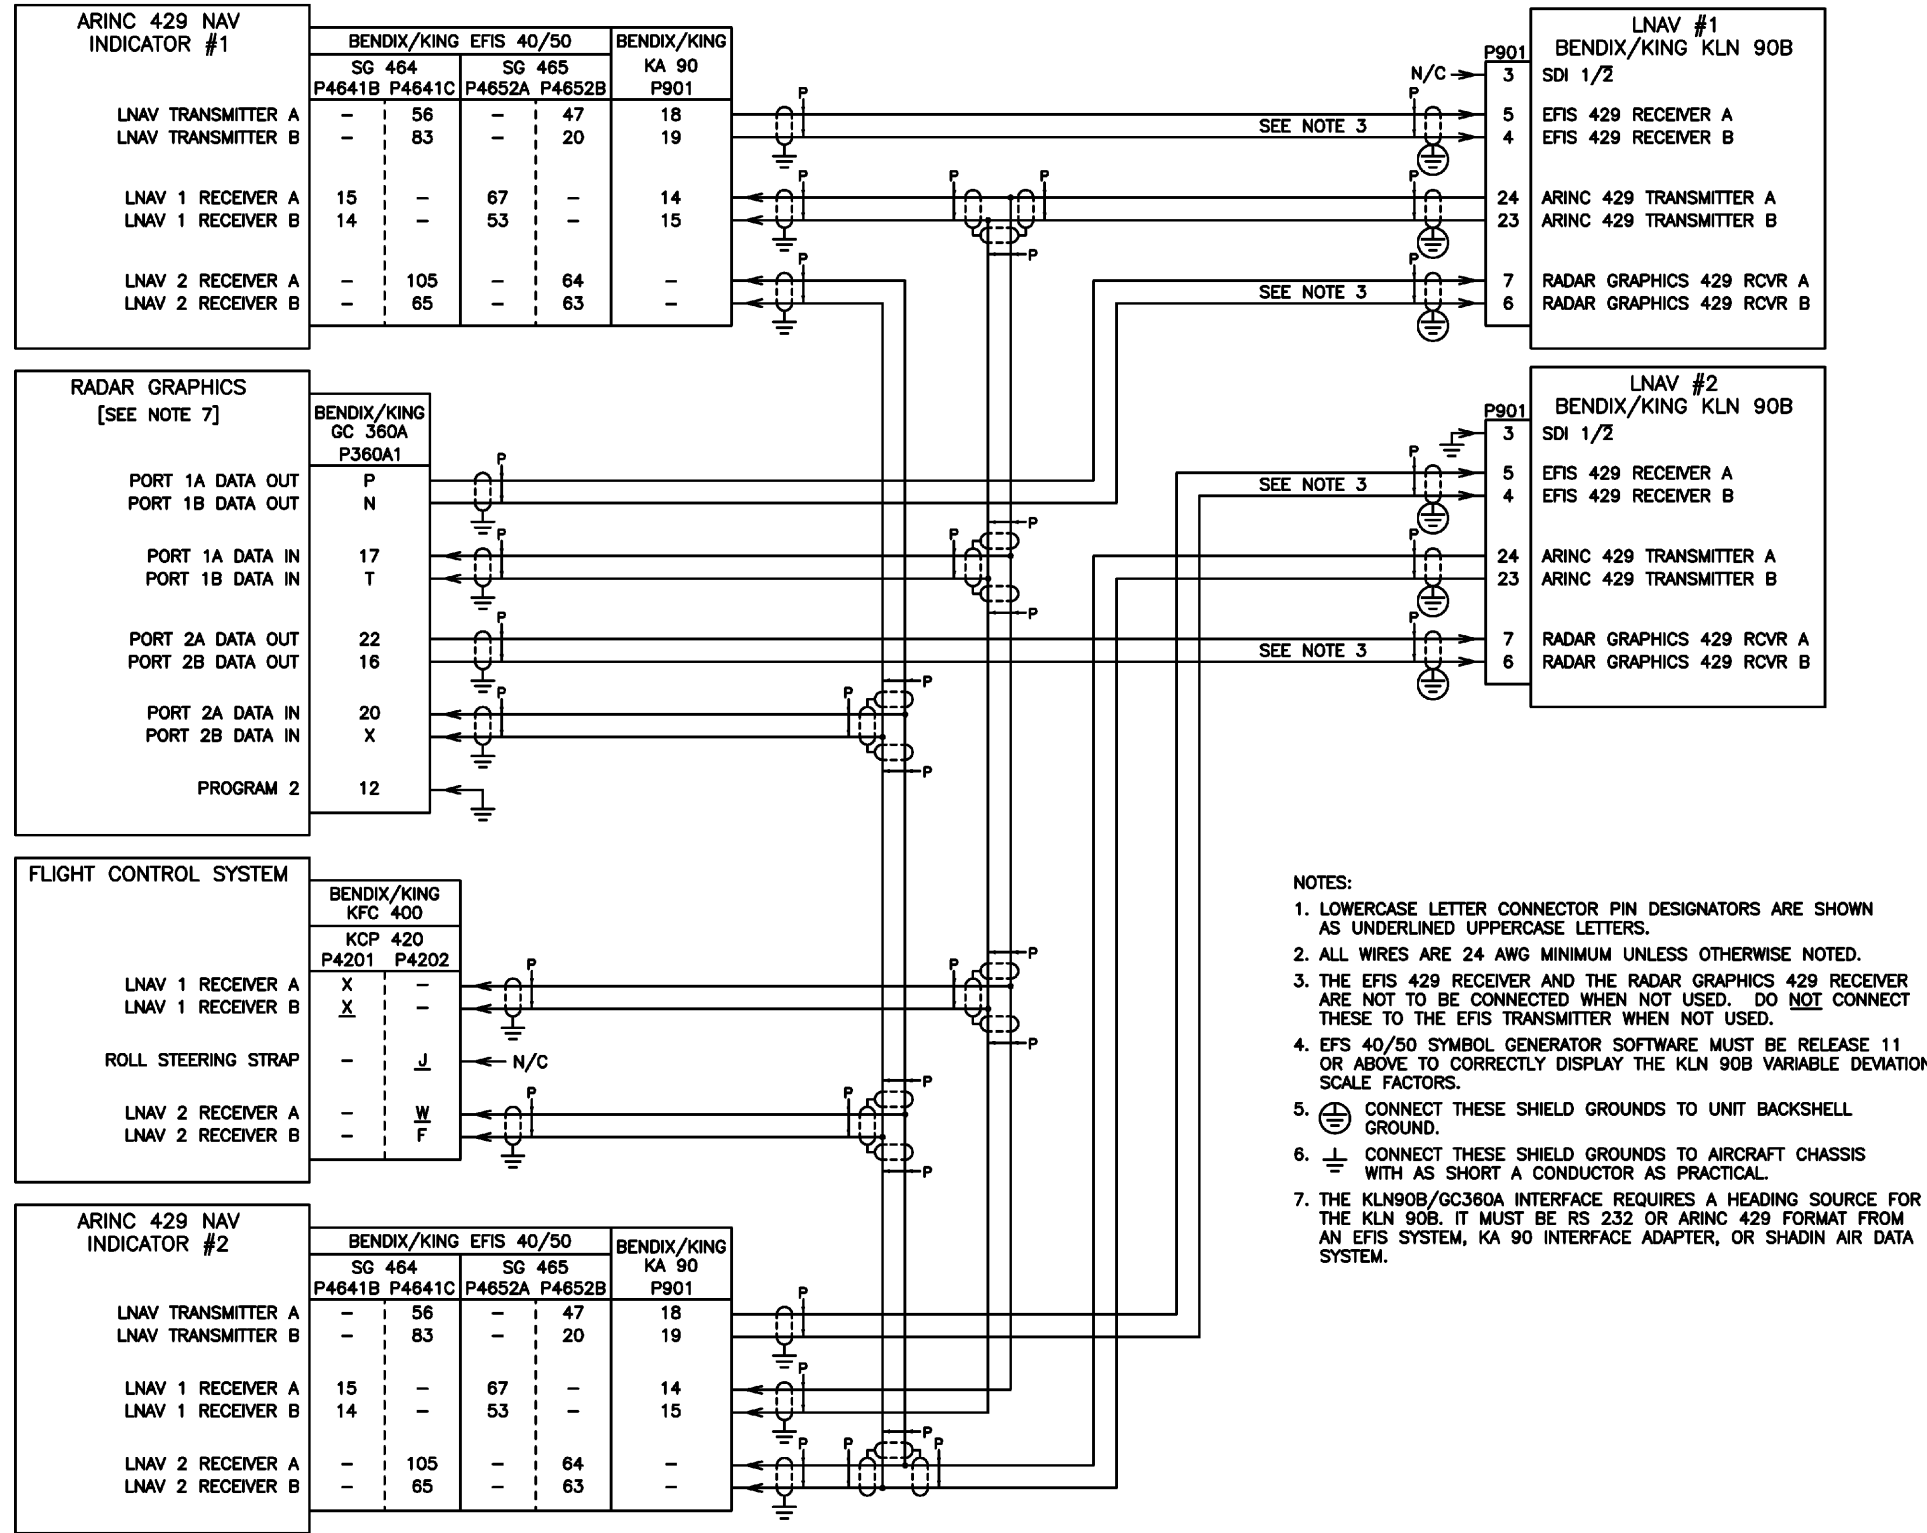 ARINC 429 NAV
INDICATOR #1
BENDIX/KING EFIS 40/50
BENDIX/KING
SG 464
SG 465
KA 90
P4641B P4641C P4652A P4652B
P901
LNAV TRANSMITTER A - 56 - 47 18
LNAV TRANSMITTER B - 83 - 20 19
LNAV 1 RECEIVER A 15 - 67 - 14
LNAV 1 RECEIVER B 14 - 53 - 15
LNAV 2 RECEIVER A - 105 - 64 -
LNAV 2 RECEIVER B - 65 - 63 -
P
P
P
P
P
P
SEE NOTE 3
SEE NOTE 3
P
P
P
LNAV #1
BENDIX/KING KLN 90B
P901
N/C 3 SDI 1/2̅
5 EFIS 429 RECEIVER A
4 EFIS 429 RECEIVER B
24 ARINC 429 TRANSMITTER A
23 ARINC 429 TRANSMITTER B
7 RADAR GRAPHICS 429 RCVR A
6 RADAR GRAPHICS 429 RCVR B
RADAR GRAPHICS
[SEE NOTE 7]
BENDIX/KING
GC 360A
P360A1
PORT 1A DATA OUT P
PORT 1B DATA OUT N
PORT 1A DATA IN 17
PORT 1B DATA IN T
PORT 2A DATA OUT 22
PORT 2B DATA OUT 16
PORT 2A DATA IN 20
PORT 2B DATA IN X
PROGRAM 2 12
P
P
P
P
P
P
P
P
P
P
SEE NOTE 3
SEE NOTE 3
P
P
P
LNAV #2
BENDIX/KING KLN 90B
P901
3 SDI 1/2̅
5 EFIS 429 RECEIVER A
4 EFIS 429 RECEIVER B
24 ARINC 429 TRANSMITTER A
23 ARINC 429 TRANSMITTER B
7 RADAR GRAPHICS 429 RCVR A
6 RADAR GRAPHICS 429 RCVR B
FLIGHT CONTROL SYSTEM
BENDIX/KING
KFC 400
KCP 420
P4201 P4202
LNAV 1 RECEIVER A X -
LNAV 1 RECEIVER B X -
ROLL STEERING STRAP - J N/C
LNAV 2 RECEIVER A - W
LNAV 2 RECEIVER B - F
P
P
P
P
P
P
P
P
ARINC 429 NAV
INDICATOR #2
BENDIX/KING EFIS 40/50
BENDIX/KING
SG 464
SG 465
KA 90
P4641B P4641C P4652A P4652B
P901
LNAV TRANSMITTER A - 56 - 47 18
LNAV TRANSMITTER B - 83 - 20 19
LNAV 1 RECEIVER A 15 - 67 - 14
LNAV 1 RECEIVER B 14 - 53 - 15
LNAV 2 RECEIVER A - 105 - 64 -
LNAV 2 RECEIVER B - 65 - 63 -
P
P
P
P
P
P
NOTES:
1. LOWERCASE LETTER CONNECTOR PIN DESIGNATORS ARE SHOWN
AS UNDERLINED UPPERCASE LETTERS.
2. ALL WIRES ARE 24 AWG MINIMUM UNLESS OTHERWISE NOTED.
3. THE EFIS 429 RECEIVER AND THE RADAR GRAPHICS 429 RECEIVER
ARE NOT TO BE CONNECTED WHEN NOT USED. DO NOT CONNECT
THESE TO THE EFIS TRANSMITTER WHEN NOT USED.
4. EFS 40/50 SYMBOL GENERATOR SOFTWARE MUST BE RELEASE 11
OR ABOVE TO CORRECTLY DISPLAY THE KLN 90B VARIABLE DEVIATION
SCALE FACTORS.
5. CONNECT THESE SHIELD GROUNDS TO UNIT BACKSHELL
GROUND.
6. CONNECT THESE SHIELD GROUNDS TO AIRCRAFT CHASSIS
WITH AS SHORT A CONDUCTOR AS PRACTICAL.
7. THE KLN90B/GC360A INTERFACE REQUIRES A HEADING SOURCE FOR
THE KLN 90B. IT MUST BE RS 232 OR ARINC 429 FORMAT FROM
AN EFIS SYSTEM, KA 90 INTERFACE ADAPTER, OR SHADIN AIR DATA
SYSTEM.